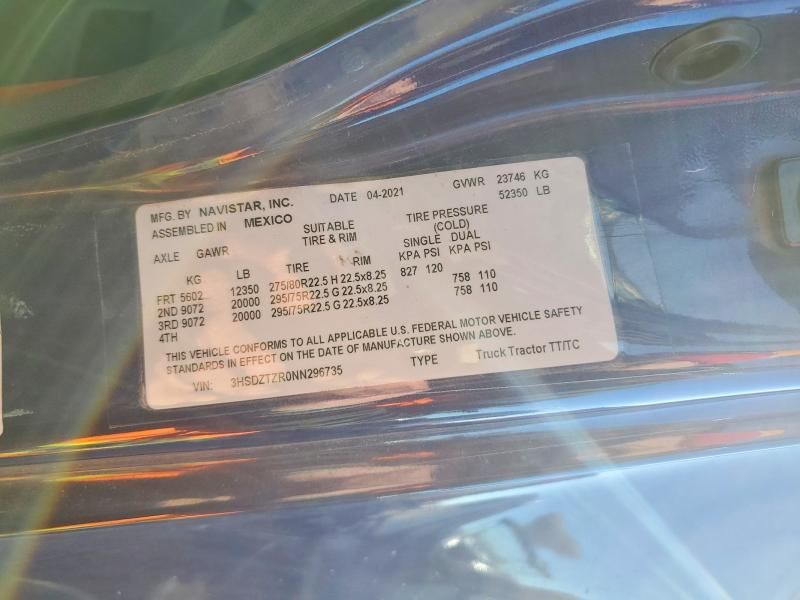 MFG. BY NAVISTAR, INC. DATE 04-2021 GVWR 23746 KG
ASSEMBLED IN MEXICO 52350 LB
SUITABLE TIRE PRESSURE
AXLE GAWR TIRE & RIM (COLD)
SINGLE DUAL
KG LB TIRE RIM KPA PSI KPA PSI
FRT 5602 12350 275/80R22.5 H 22.5x8.25 827 120
2ND 9072 20000 295/75R22.5 G 22.5x8.25 758 110
3RD 9072 20000 295/75R22.5 G 22.5x8.25 758 110
4TH
THIS VEHICLE CONFORMS TO ALL APPLICABLE U.S. FEDERAL MOTOR VEHICLE SAFETY
STANDARDS IN EFFECT ON THE DATE OF MANUFACTURE SHOWN ABOVE.
VIN: 3HSDZTZR0NN296735 TYPE Truck Tractor TT/TC